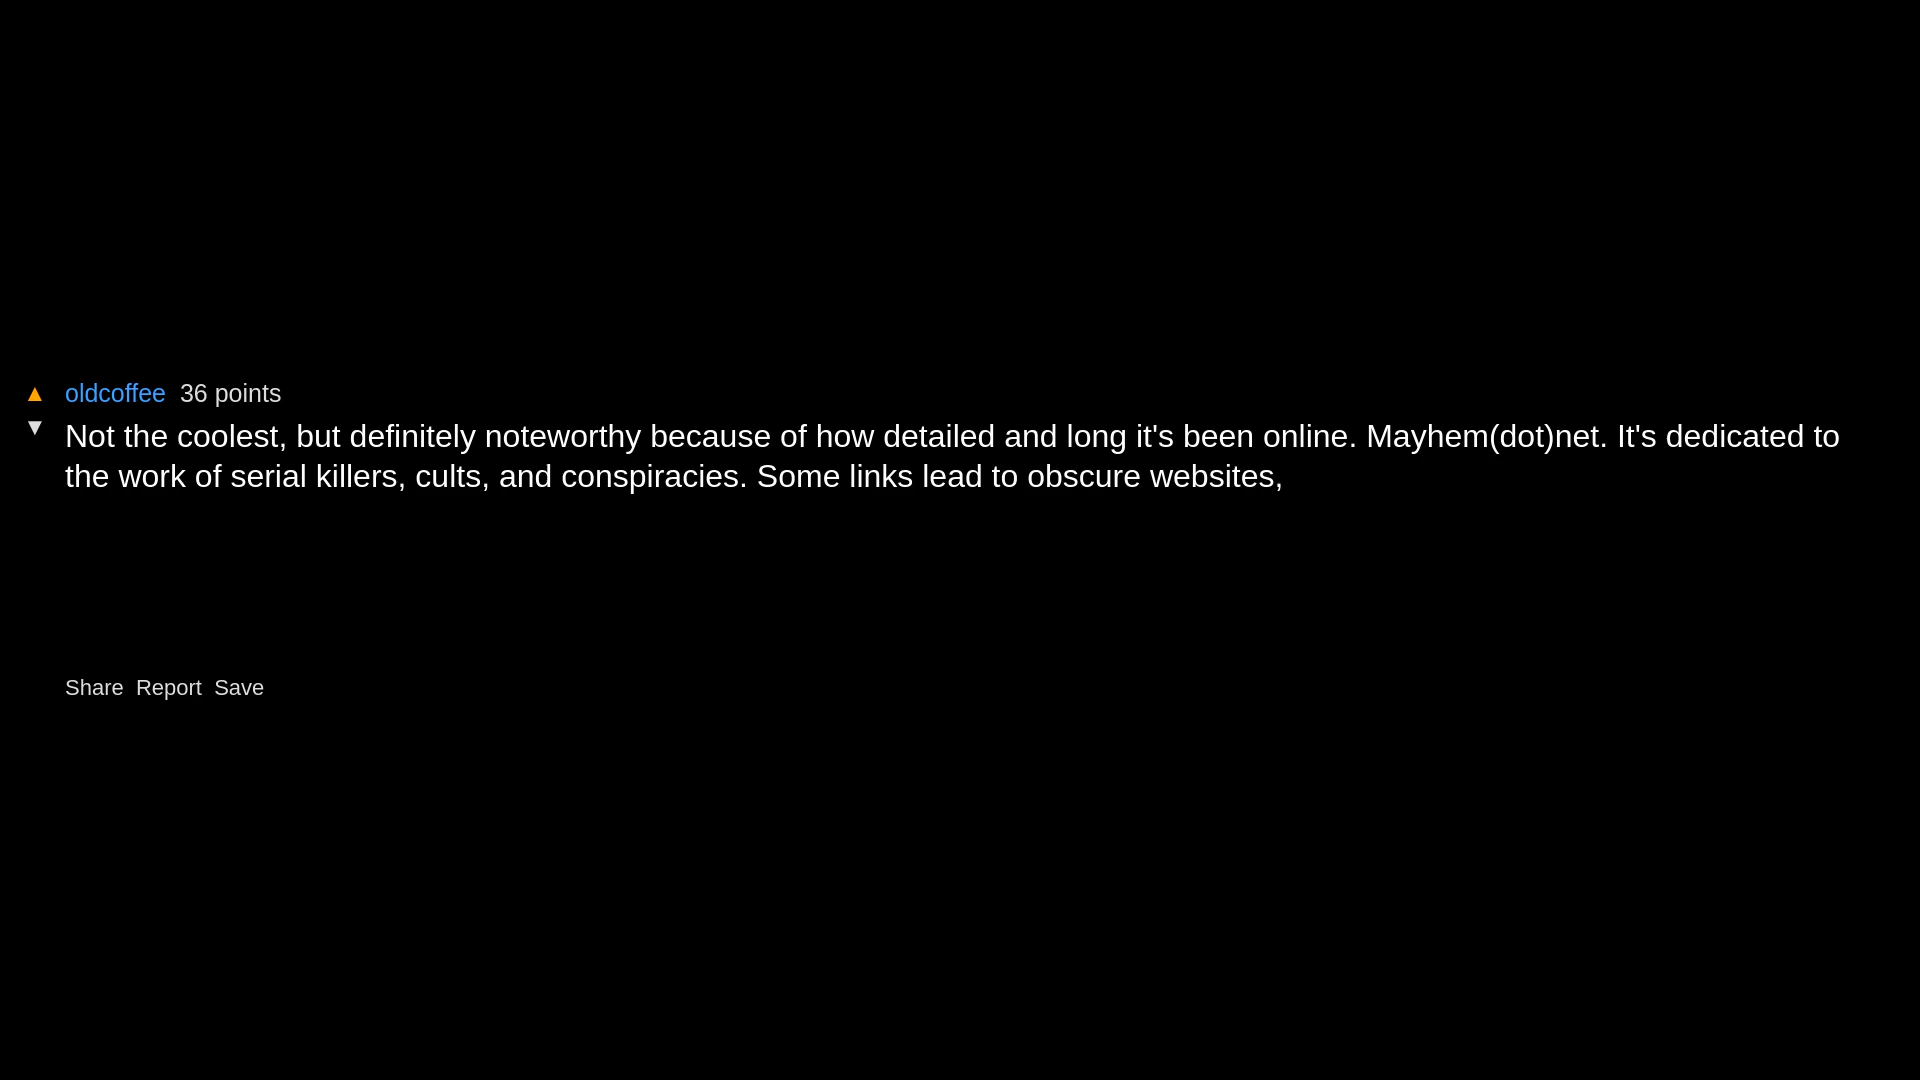 ▲ oldcoffee 36 points
▼ Not the coolest, but definitely noteworthy because of how detailed and long it's been online. Mayhem(dot)net. It's dedicated to
the work of serial killers, cults, and conspiracies. Some links lead to obscure websites,
Share Report Save